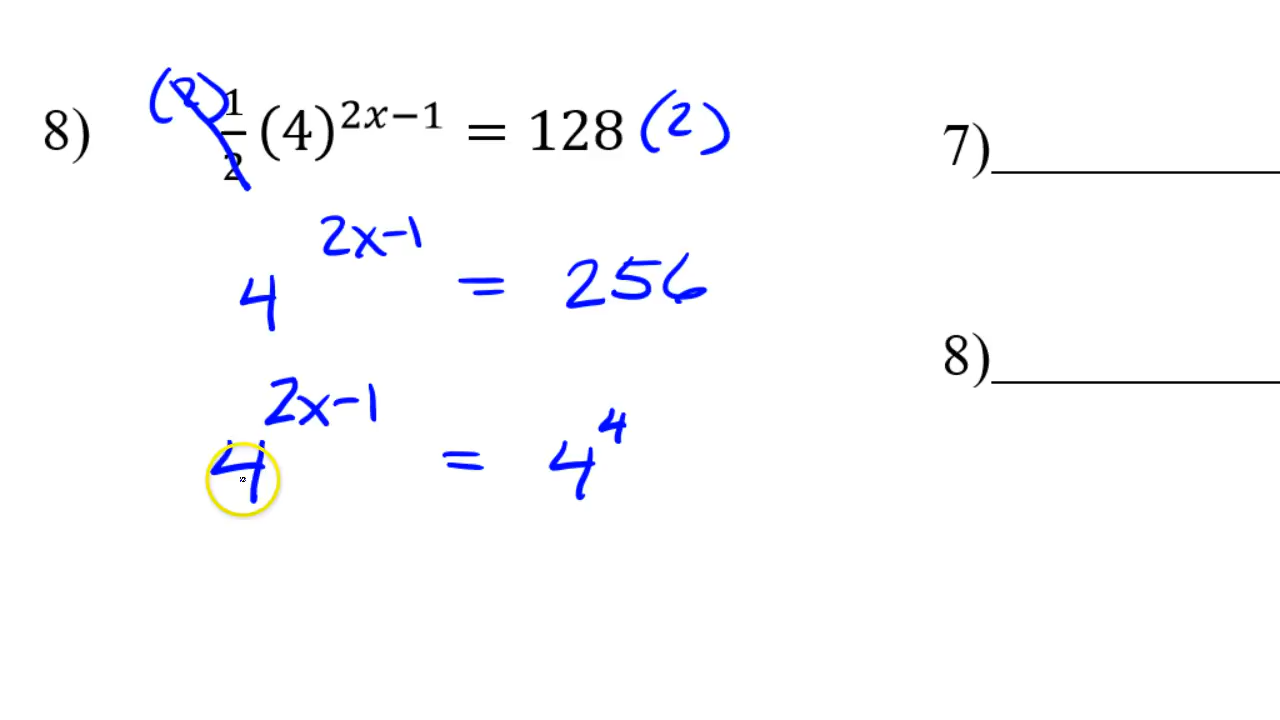 8) (2) 1/2 (4)^{2x−1} = 128 (2)
7)
4^{2x-1} = 256
8)
4^{2x-1} = 4^4